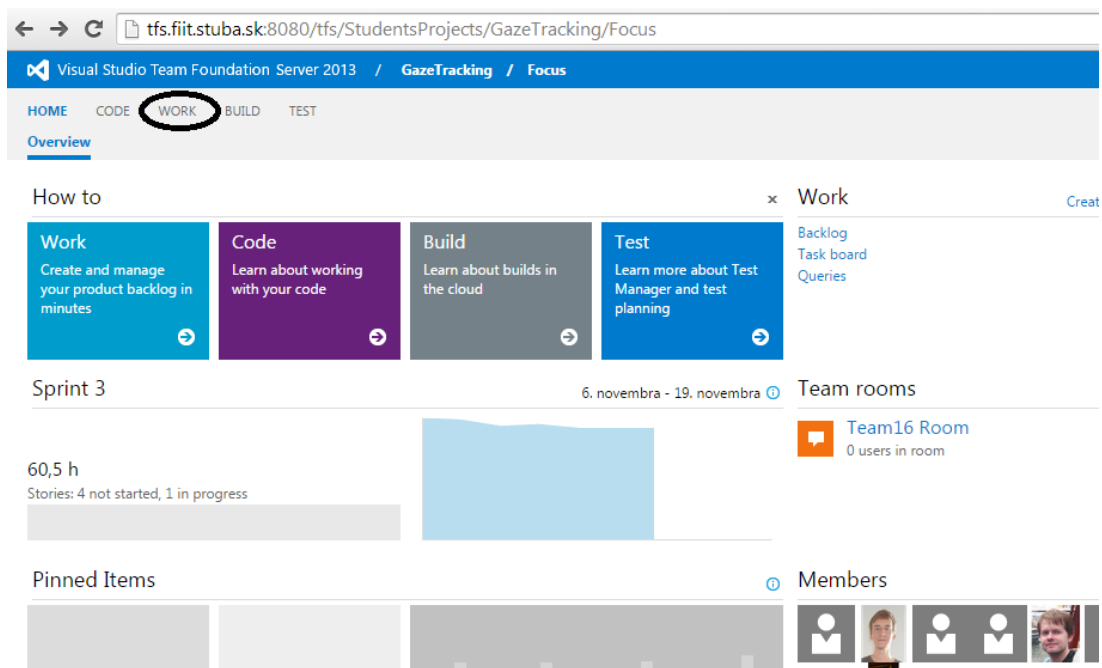 tfs.fiit.stuba.sk:8080/tfs/StudentsProjects/GazeTracking/Focus
Visual Studio Team Foundation Server 2013 / GazeTracking / Focus
HOME CODE WORK BUILD TEST
Overview
How to
Work
Create and manage
your product backlog in
minutes
Code
Learn about working
with your code
Build
Learn about builds in
the cloud
Test
Learn more about Test
Manager and test
planning
Work
Creat
Backlog
Task board
Queries
Sprint 3
6. novembra - 19. novembra
60,5 h
Stories: 4 not started, 1 in progress
Team rooms
Team16 Room
0 users in room
Pinned Items
Members